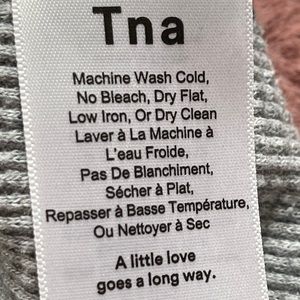 Tna
Machine Wash Cold,
No Bleach, Dry Flat,
Low Iron, Or Dry Clean
Laver à La Machine à
L'eau Froide,
Pas De Blanchiment,
Sécher à Plat,
Repasser à Basse Température,
Ou Nettoyer à Sec
A little love
goes a long way.